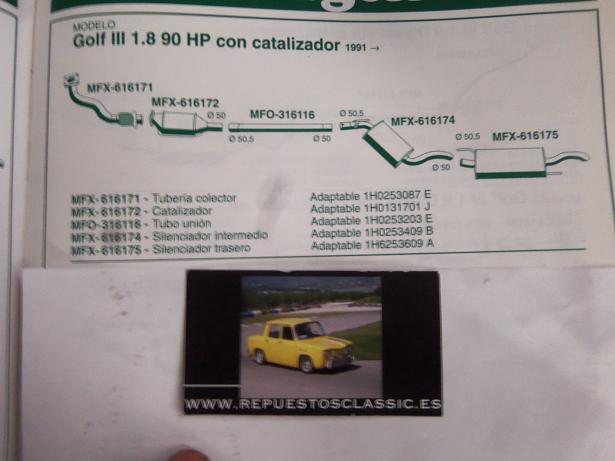 MODELO
Golf III 1.8 90 HP con catalizador 1991 →
MFX-616171
MFX-616172
Ø 50
MFO-316116
Ø 50,5
Ø 50
Ø 50,5
MFX-616174
Ø 50
Ø 50,5
MFX-616175
MFX-616171 - Tubería colector Adaptable 1H0253087 E
MFX-616172 - Catalizador Adaptable 1H0131701 J
MFO-316116 - Tubo unión Adaptable 1H0253203 E
MFX-616174 - Silenciador intermedio Adaptable 1H0253409 B
MFX-616175 - Silenciador trasero Adaptable 1H6253609 A
WWW.REPUESTOSCLASSIC.ES